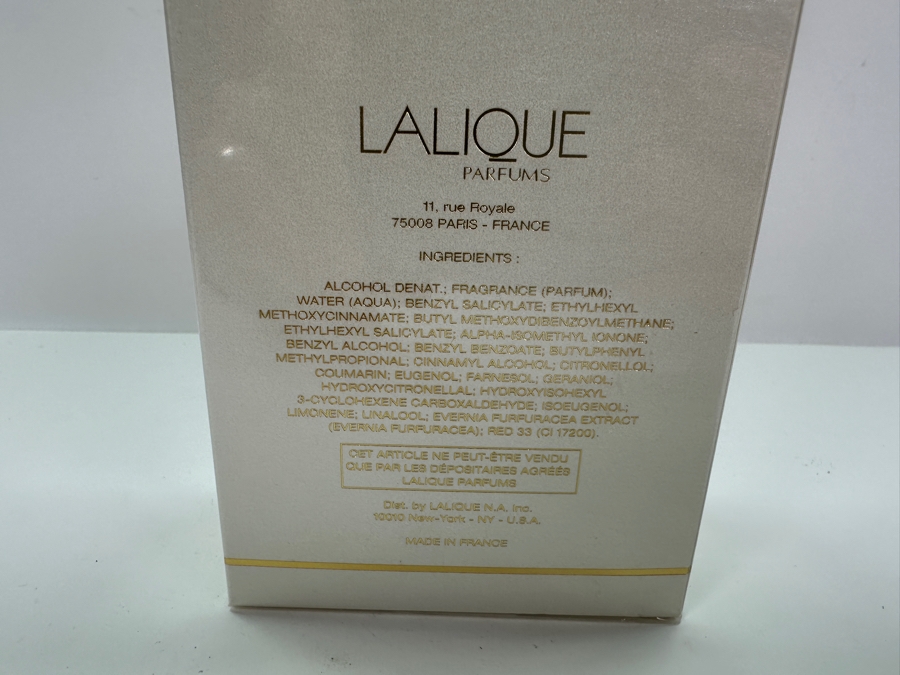 LALIQUE
PARFUMS
11, rue Royale
75008 PARIS - FRANCE
INGREDIENTS :
ALCOHOL DENAT.; FRAGRANCE (PARFUM);
WATER (AQUA); BENZYL SALICYLATE; ETHYLHEXYL
METHOXYCINNAMATE; BUTYL METHOXYDIBENZOYLMETHANE;
ETHYLHEXYL SALICYLATE; ALPHA-ISOMETHYL IONONE;
BENZYL ALCOHOL; BENZYL BENZOATE; BUTYLPHENYL
METHYLPROPIONAL; CINNAMYL ALCOHOL; CITRONELLOL;
COUMARIN; EUGENOL; FARNESOL; GERANIOL;
HYDROXYCITRONELLAL; HYDROXYISOHEXYL
3-CYCLOHEXENE CARBOXALDEHYDE; ISOEUGENOL;
LIMONENE; LINALOOL; EVERNIA FURFURACEA EXTRACT
(EVERNIA FURFURACEA); RED 33 (CI 17200).
CET ARTICLE NE PEUT-ÊTRE VENDU
QUE PAR LES DÉPOSITAIRES AGRÉÉS
LALIQUE PARFUMS
Dist. by LALIQUE N.A. Inc.
10010 New-York - NY - U.S.A.
MADE IN FRANCE